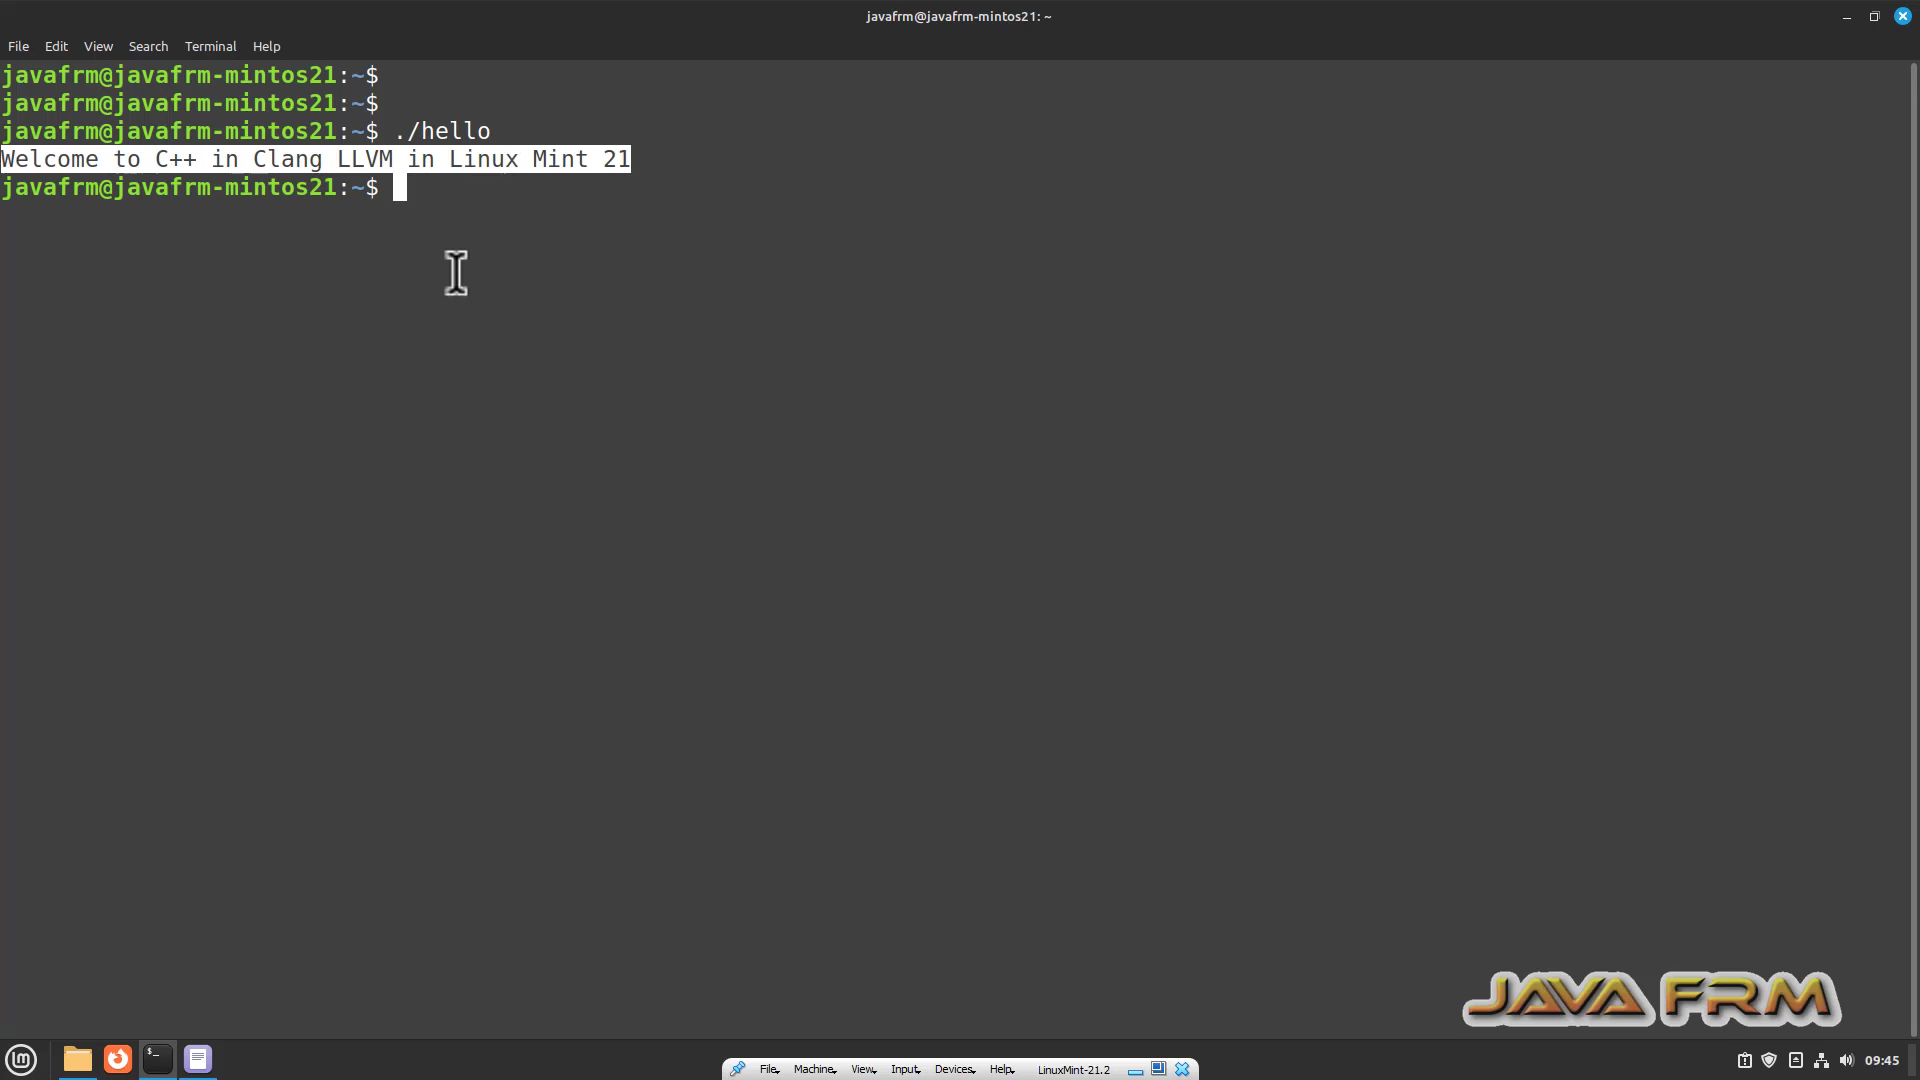 javafrm@javafrm-mintos21: ~
File Edit View Search Terminal Help
javafrm@javafrm-mintos21:~$
javafrm@javafrm-mintos21:~$
javafrm@javafrm-mintos21:~$ ./hello
Welcome to C++ in Clang LLVM in Linux Mint 21
javafrm@javafrm-mintos21:~$
JAVA FRM
$_
File Machine View Input Devices Help LinuxMint-21.2
09:45